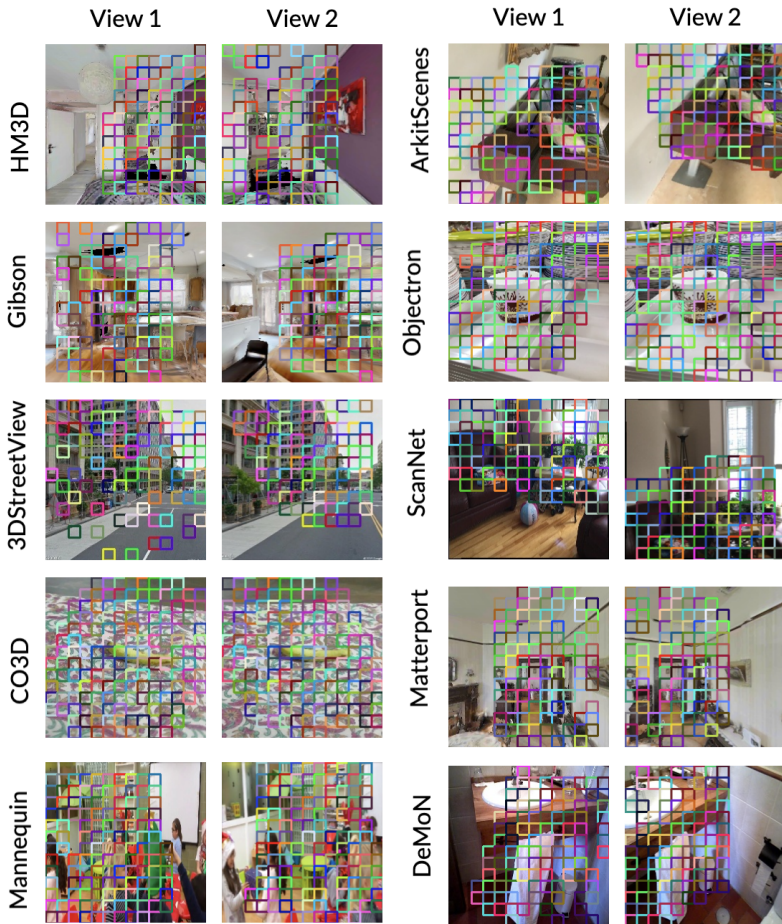 View 1 View 2 View 1 View 2
HM3D
ArkitScenes
Gibson
Objectron
3DStreetView
ScanNet
CO3D
Matterport
Mannequin
DeMoN